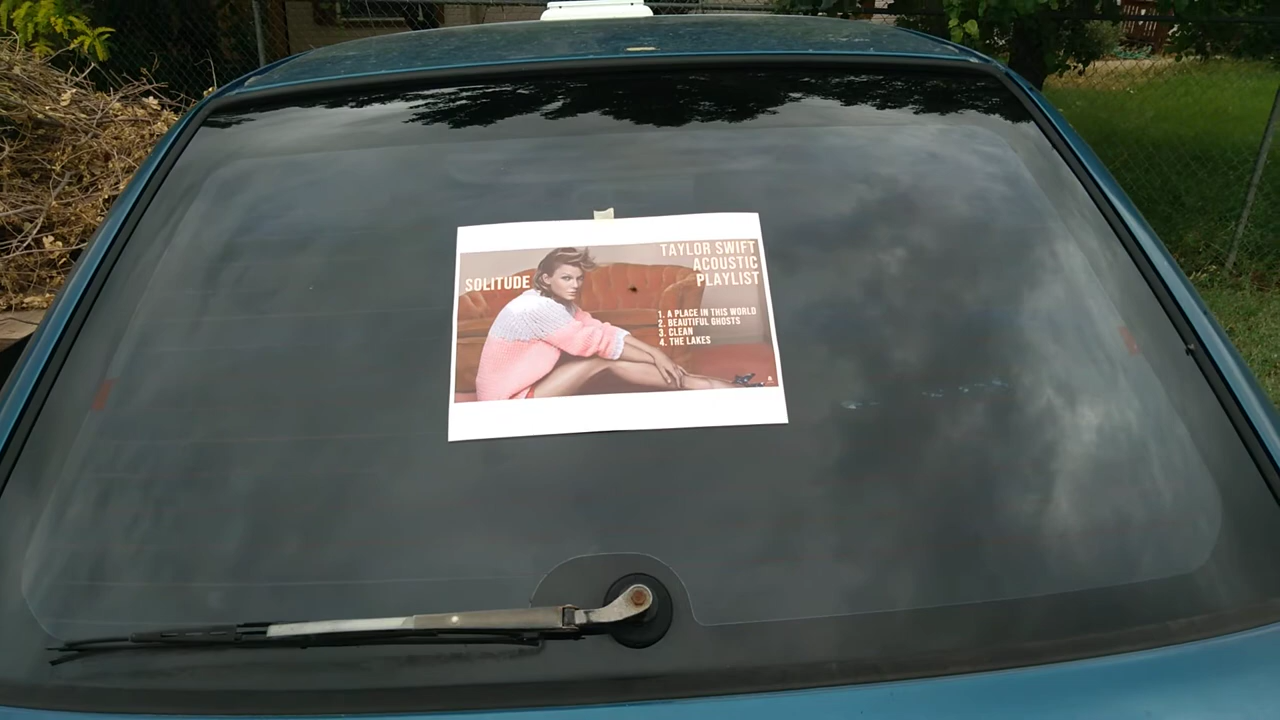 SOLITUDE
TAYLOR SWIFT
ACOUSTIC
PLAYLIST
1. A PLACE IN THIS WORLD
2. BEAUTIFUL GHOSTS
3. CLEAN
4. THE LAKES